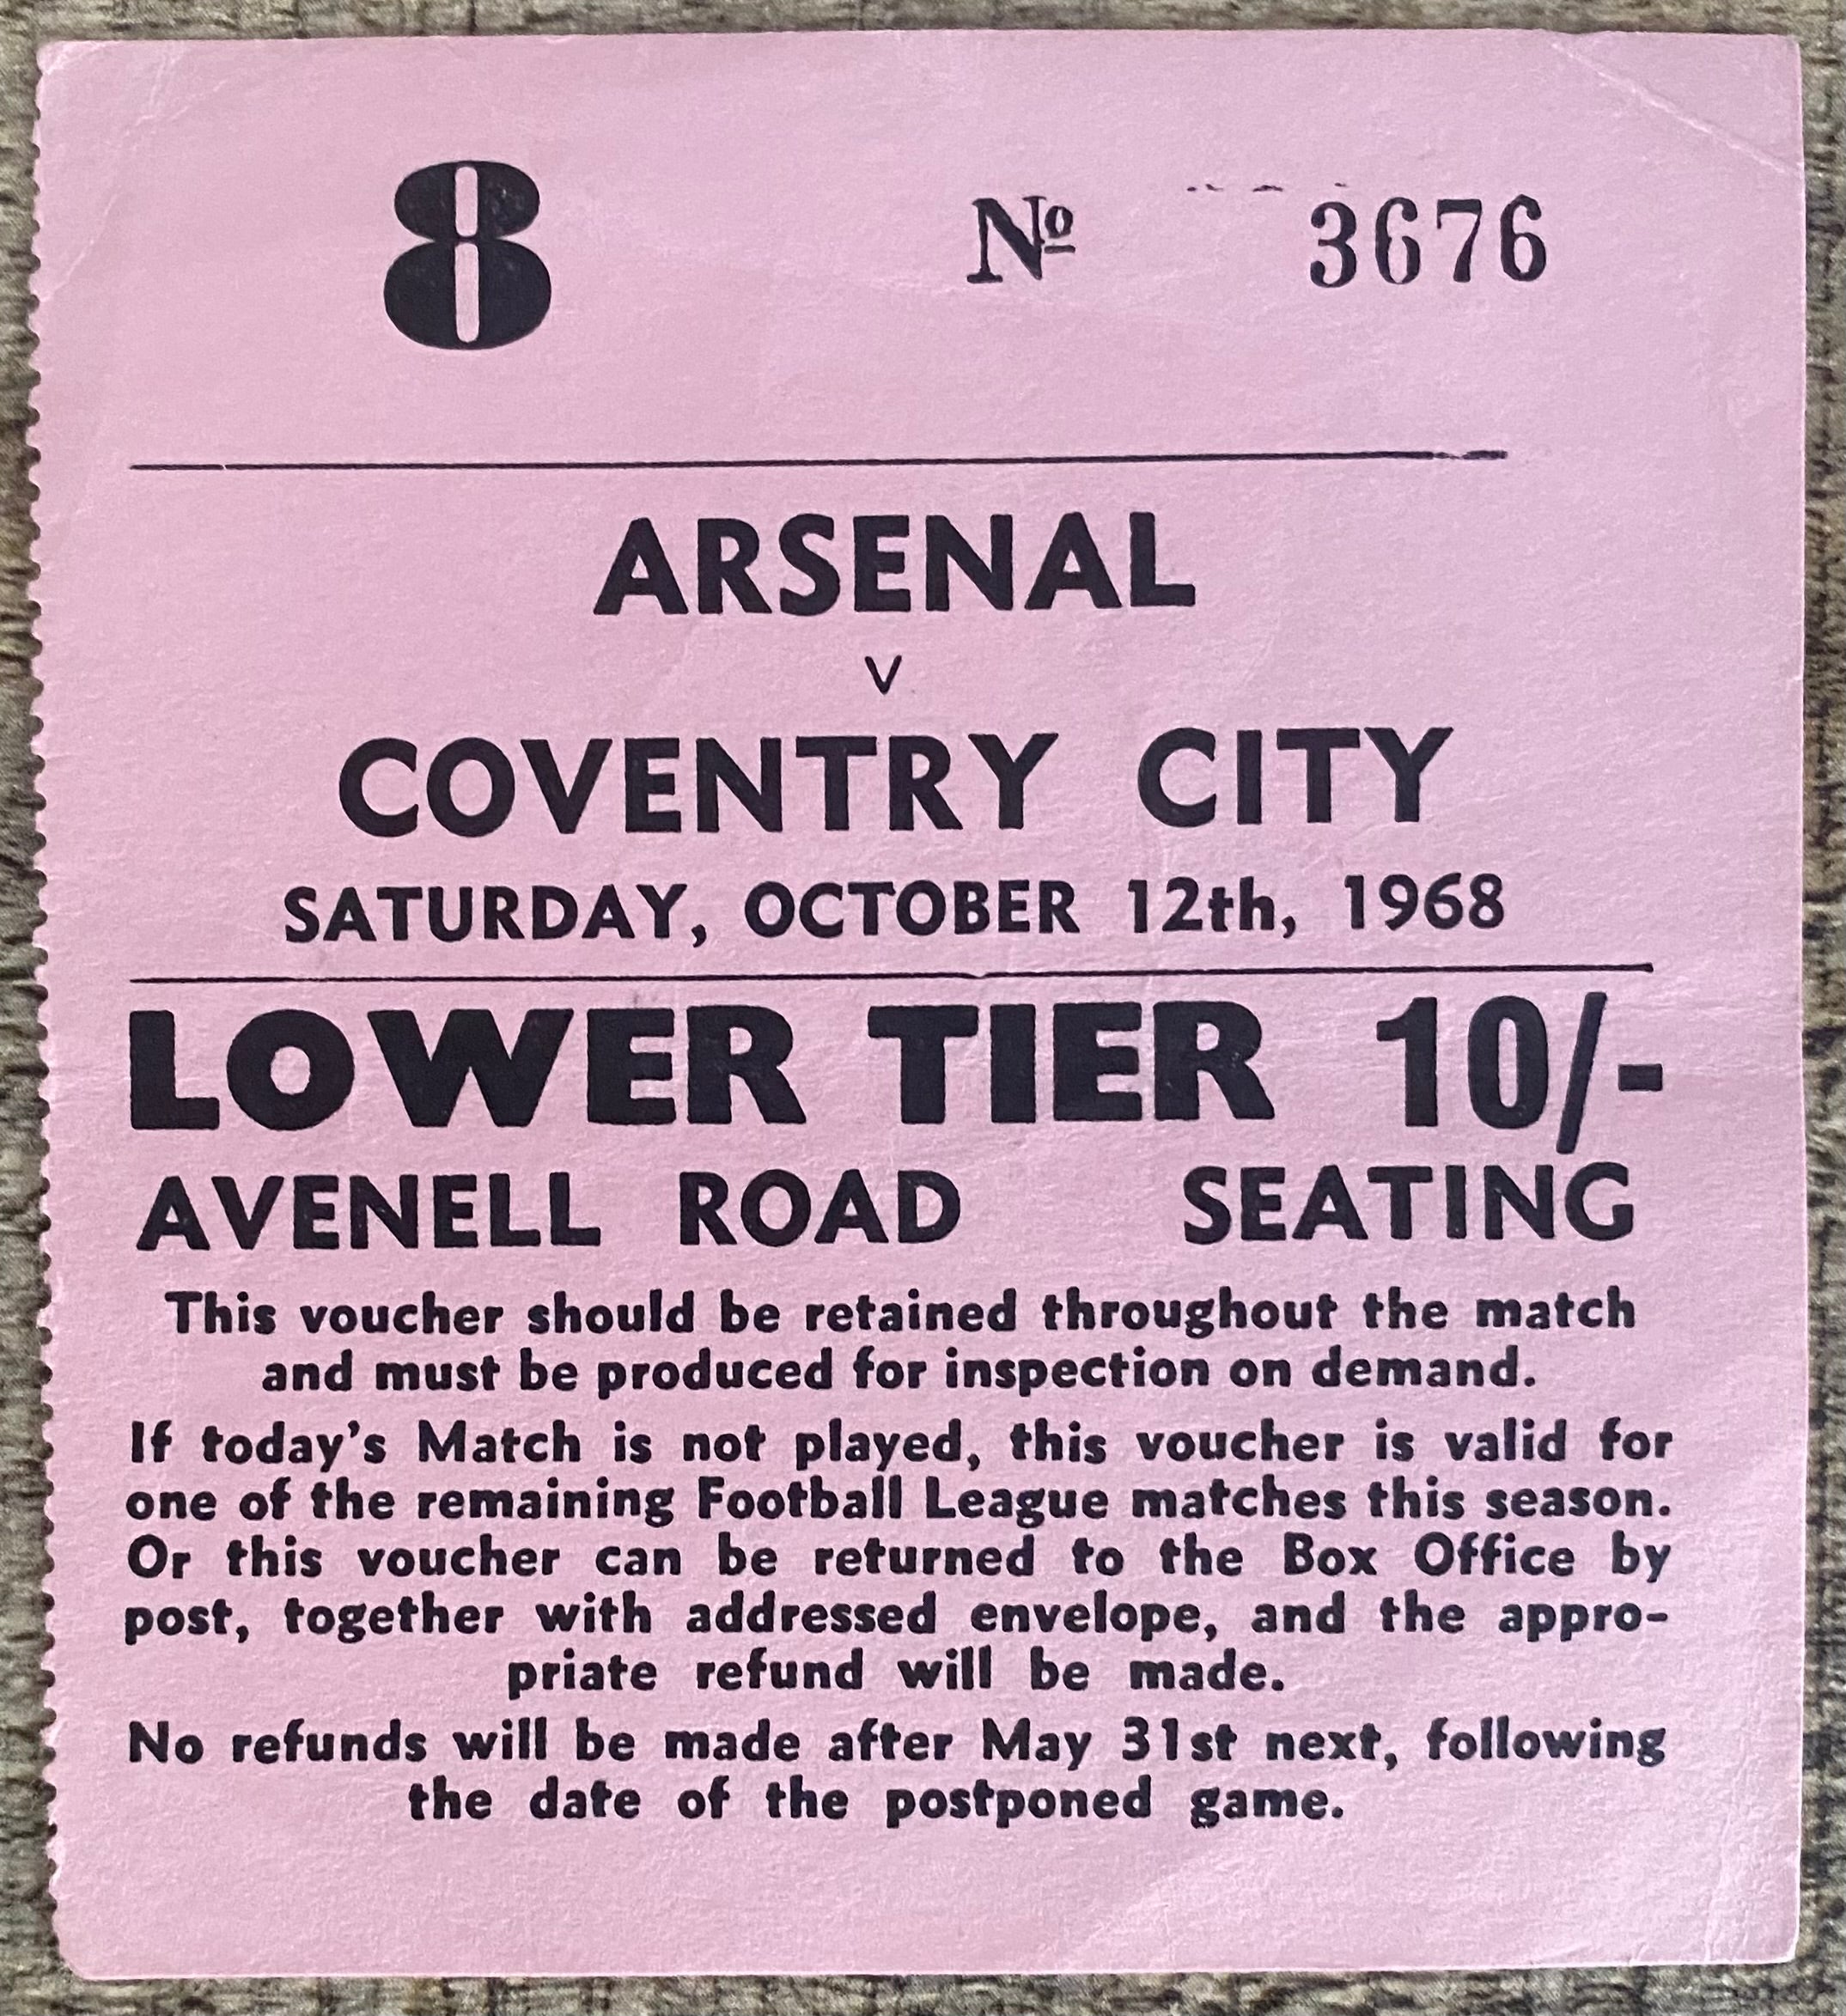 8 Nº 3676
ARSENAL
v
COVENTRY CITY
SATURDAY, OCTOBER 12th, 1968
LOWER TIER 10/-
AVENELL ROAD SEATING
This voucher should be retained throughout the match
and must be produced for inspection on demand.
If today's Match is not played, this voucher is valid for
one of the remaining Football League matches this season.
Or this voucher can be returned to the Box Office by
post, together with addressed envelope, and the appro-
priate refund will be made.
No refunds will be made after May 31st next, following
the date of the postponed game.